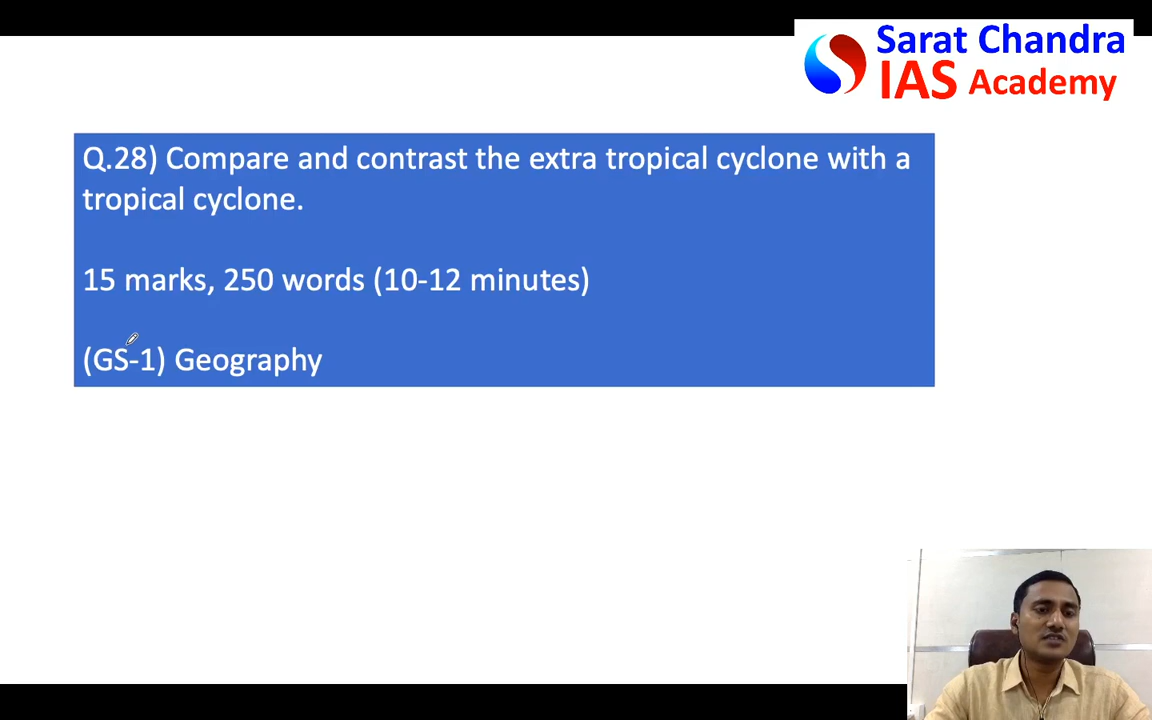 Sarat Chandra
IAS Academy
Q.28) Compare and contrast the extra tropical cyclone with a
tropical cyclone.
15 marks, 250 words (10-12 minutes)
(GS-1) Geography